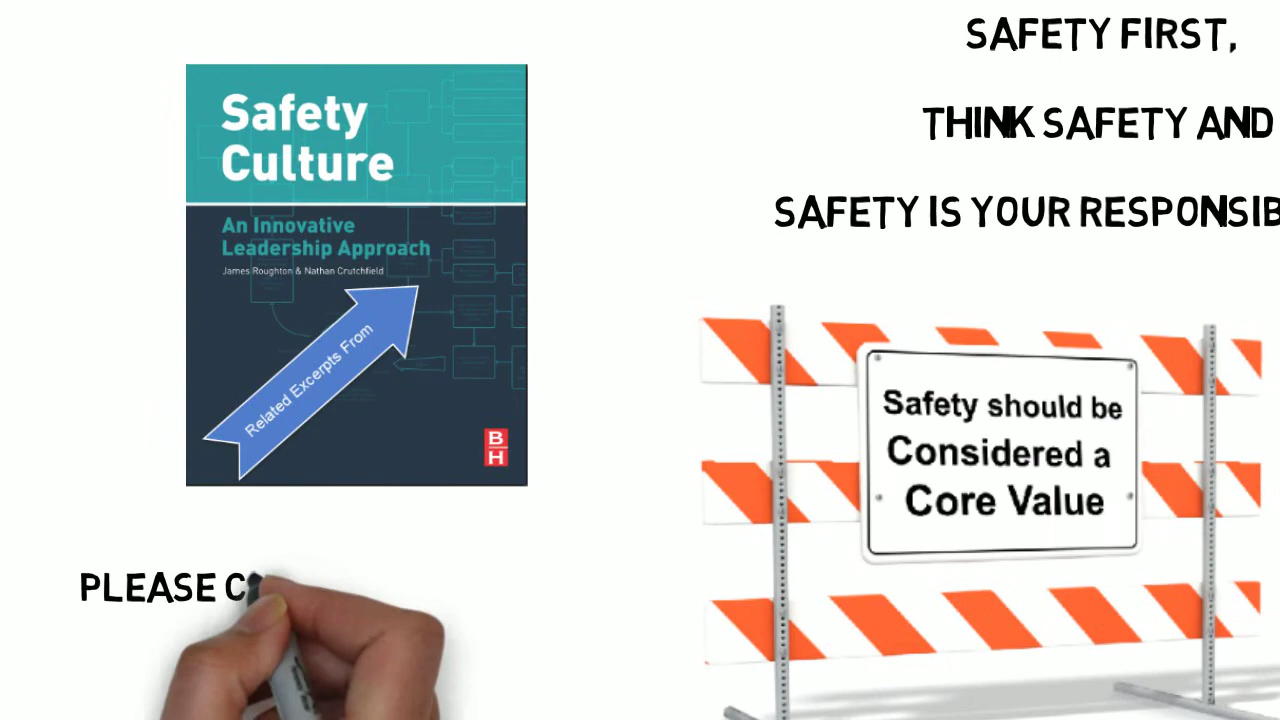 Safety
Culture
An Innovative
Leadership Approach
James Roughton & Nathan Crutchfield
Related Excerpts From
B
H
PLEASE C
SAFETY FIRST,
THINK SAFETY AND
SAFETY IS YOUR RESPONSIB
Safety should be
Considered a
Core Value